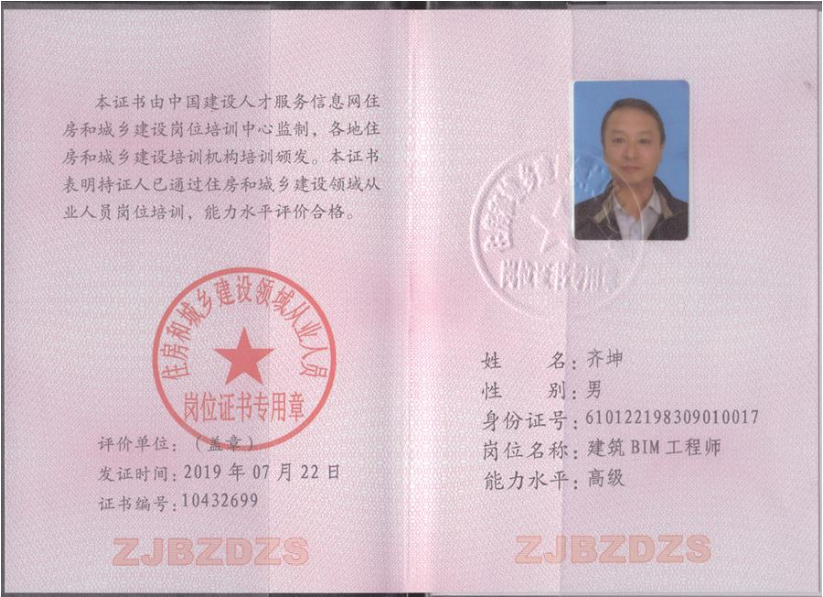 本证书由中国建设人才服务信息网住
房和城乡建设岗位培训中心监制，各地住
房和城乡建设培训机构培训颁发。本证书
表明持证人已通过住房和城乡建设领域从
业人员岗位培训，能力水平评价合格。
住房和城乡建设领域从业人员
岗位证书专用章
评价单位：（盖章）
发证时间：2019 年 07 月 22 日
证书编号：10432699
ZJBZDZS
岗位证书专用章
姓 名：齐坤
性 别：男
身份证号：610122198309010017
岗位名称：建筑 BIM 工程师
能力水平：高级
ZJBZDZS